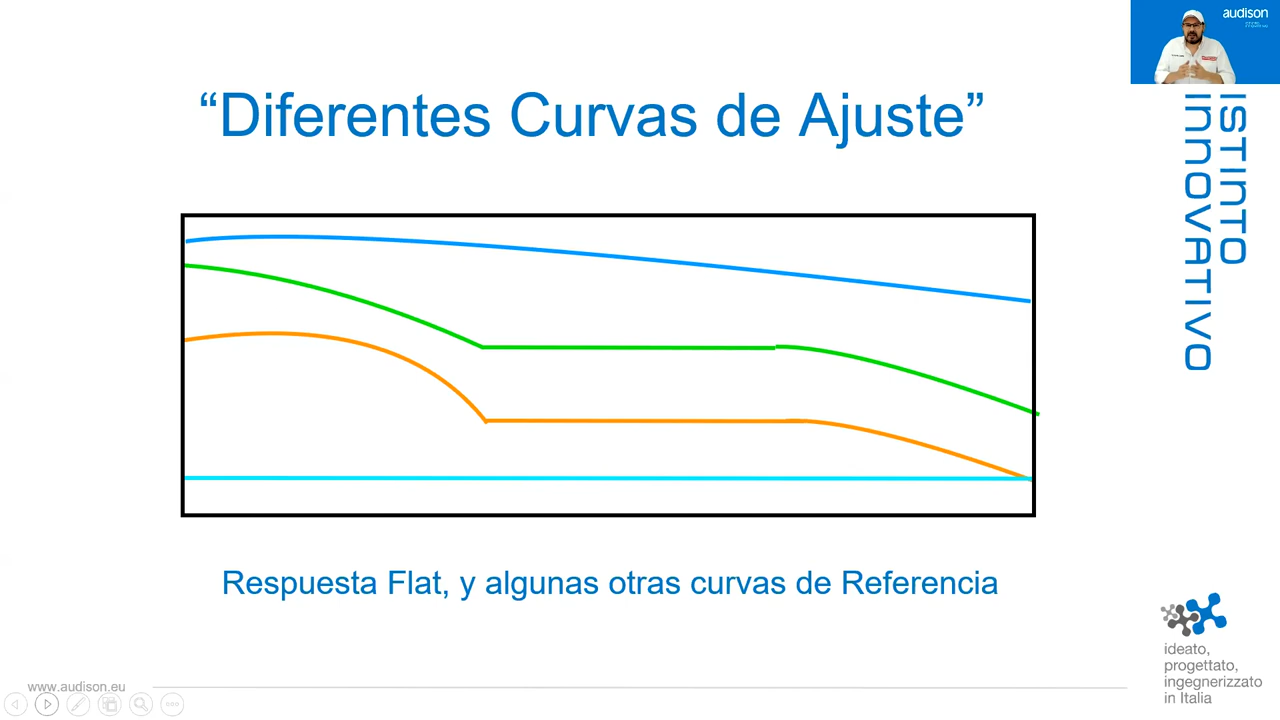 audison
“Diferentes Curvas de Ajuste”
ISTINTO
INNOVATIVO
Respuesta Flat, y algunas otras curvas de Referencia
ideato,
progettato,
ingegnerizzato
in Italia
www.audison.eu